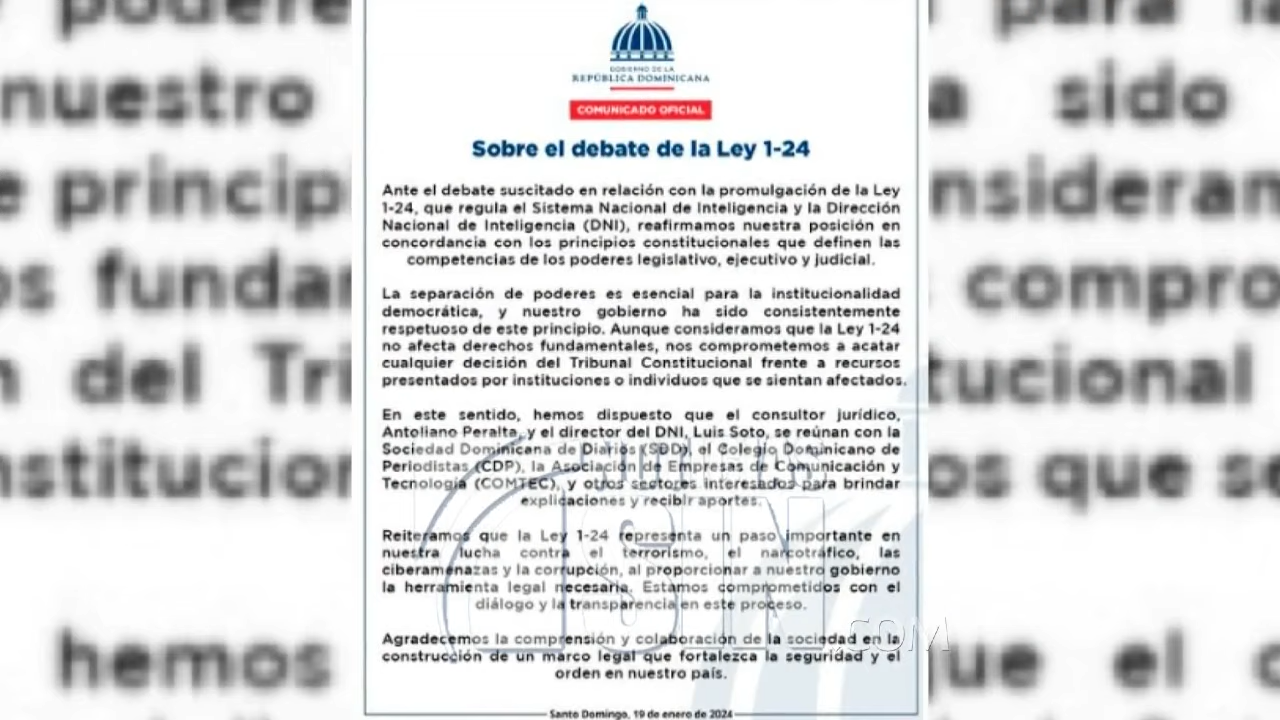 GOBIERNO DE LA
REPÚBLICA DOMINICANA
COMUNICADO OFICIAL
Sobre el debate de la Ley 1-24
Ante el debate suscitado en relación con la promulgación de la Ley
1-24, que regula el Sistema Nacional de Inteligencia y la Dirección
Nacional de Inteligencia (DNI), reafirmamos nuestra posición en
concordancia con los principios constitucionales que definen las
competencias de los poderes legislativo, ejecutivo y judicial.
La separación de poderes es esencial para la institucionalidad
democrática, y nuestro gobierno ha sido consistentemente
respetuoso de este principio. Aunque consideramos que la Ley 1-24
no afecta derechos fundamentales, nos comprometemos a acatar
cualquier decisión del Tribunal Constitucional frente a recursos
presentados por instituciones o individuos que se sientan afectados.
En este sentido, hemos dispuesto que el consultor jurídico,
Antoliano Peralta, y el director del DNI, Luis Soto, se reúnan con la
Sociedad Dominicana de Diarios (SDD), el Colegio Dominicano de
Periodistas (CDP), la Asociación de Empresas de Comunicación y
Tecnología (COMTEC), y otros sectores interesados para brindar
explicaciones y recibir aportes.
Reiteramos que la Ley 1-24 representa un paso importante en
nuestra lucha contra el terrorismo, el narcotráfico, las
ciberamenazas y la corrupción, al proporcionar a nuestro gobierno
la herramienta legal necesaria. Estamos comprometidos con el
diálogo y la transparencia en este proceso.
Agradecemos la comprensión y colaboración de la sociedad en la
construcción de un marco legal que fortalezca la seguridad y el
orden en nuestro país.
Santo Domingo, 19 de enero de 2024
SIN
.COM